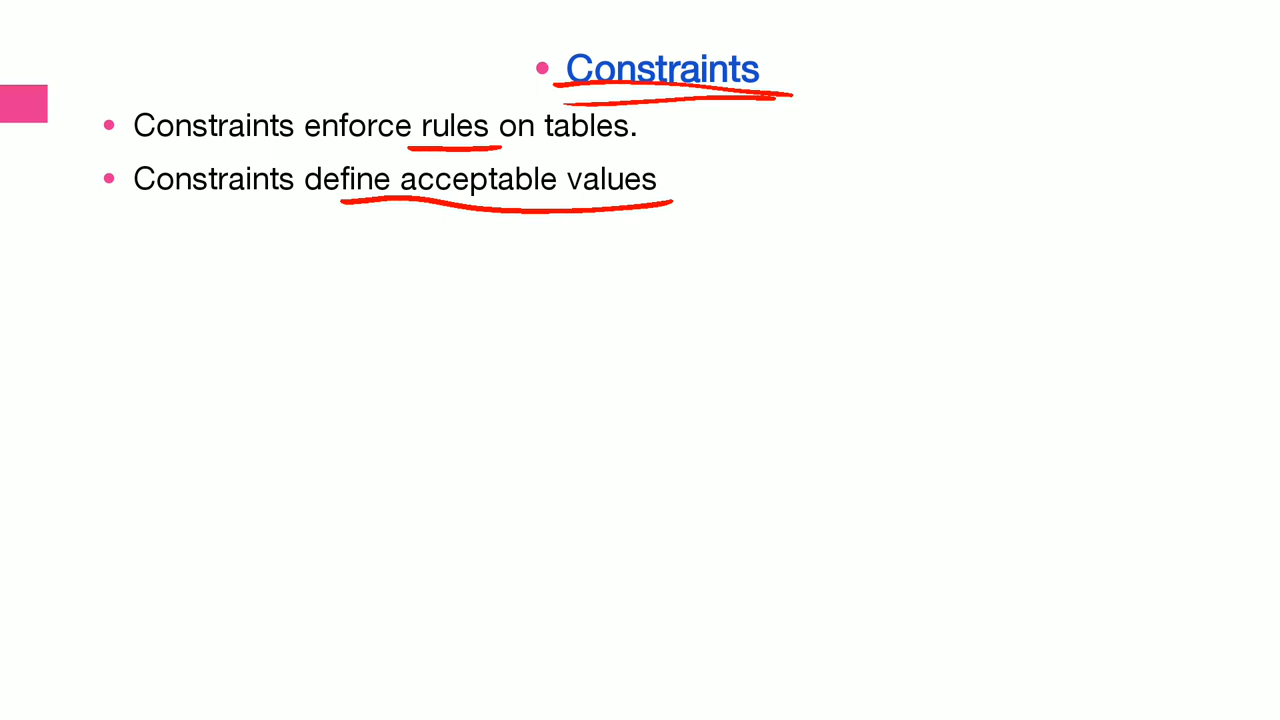 • Constraints
• Constraints enforce rules on tables.
• Constraints define acceptable values